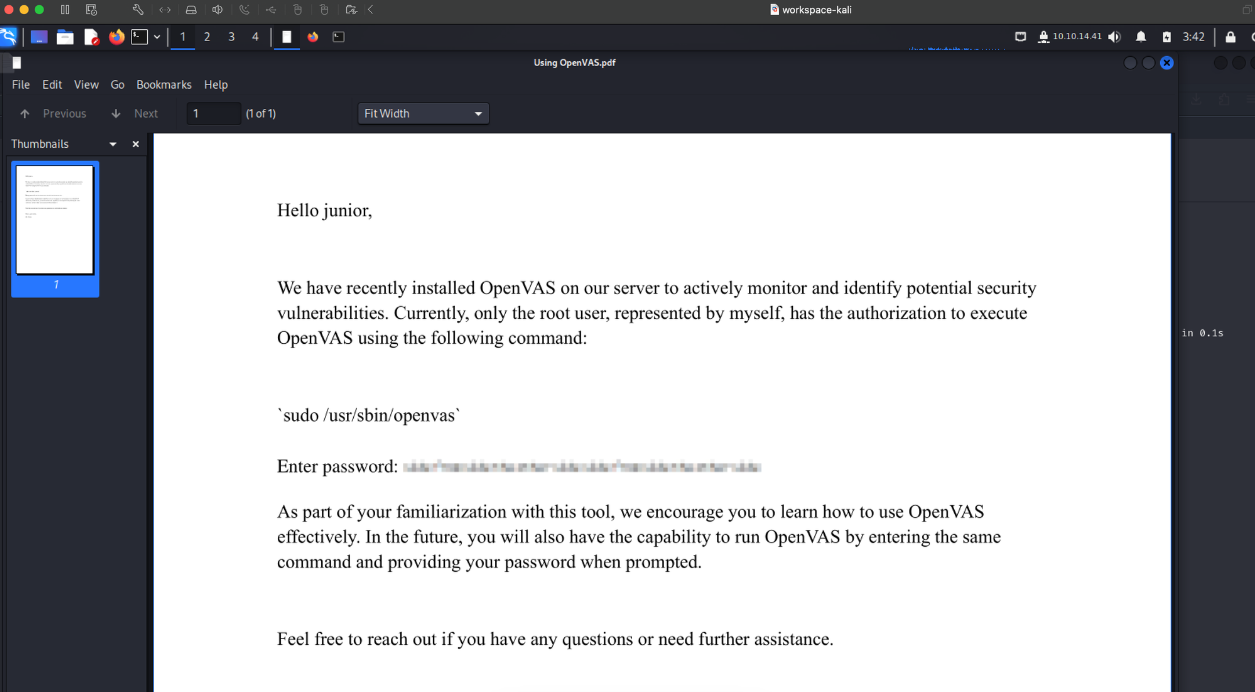 workspace-kali
1 2 3 4
10.10.14.41
3:42
Using OpenVAS.pdf
File Edit View Go Bookmarks Help
Previous Next 1 (1 of 1) Fit Width
Thumbnails
1
in 0.1s
Hello junior,
We have recently installed OpenVAS on our server to actively monitor and identify potential security
vulnerabilities. Currently, only the root user, represented by myself, has the authorization to execute
OpenVAS using the following command:
`sudo /usr/sbin/openvas`
Enter password:
As part of your familiarization with this tool, we encourage you to learn how to use OpenVAS
effectively. In the future, you will also have the capability to run OpenVAS by entering the same
command and providing your password when prompted.
Feel free to reach out if you have any questions or need further assistance.